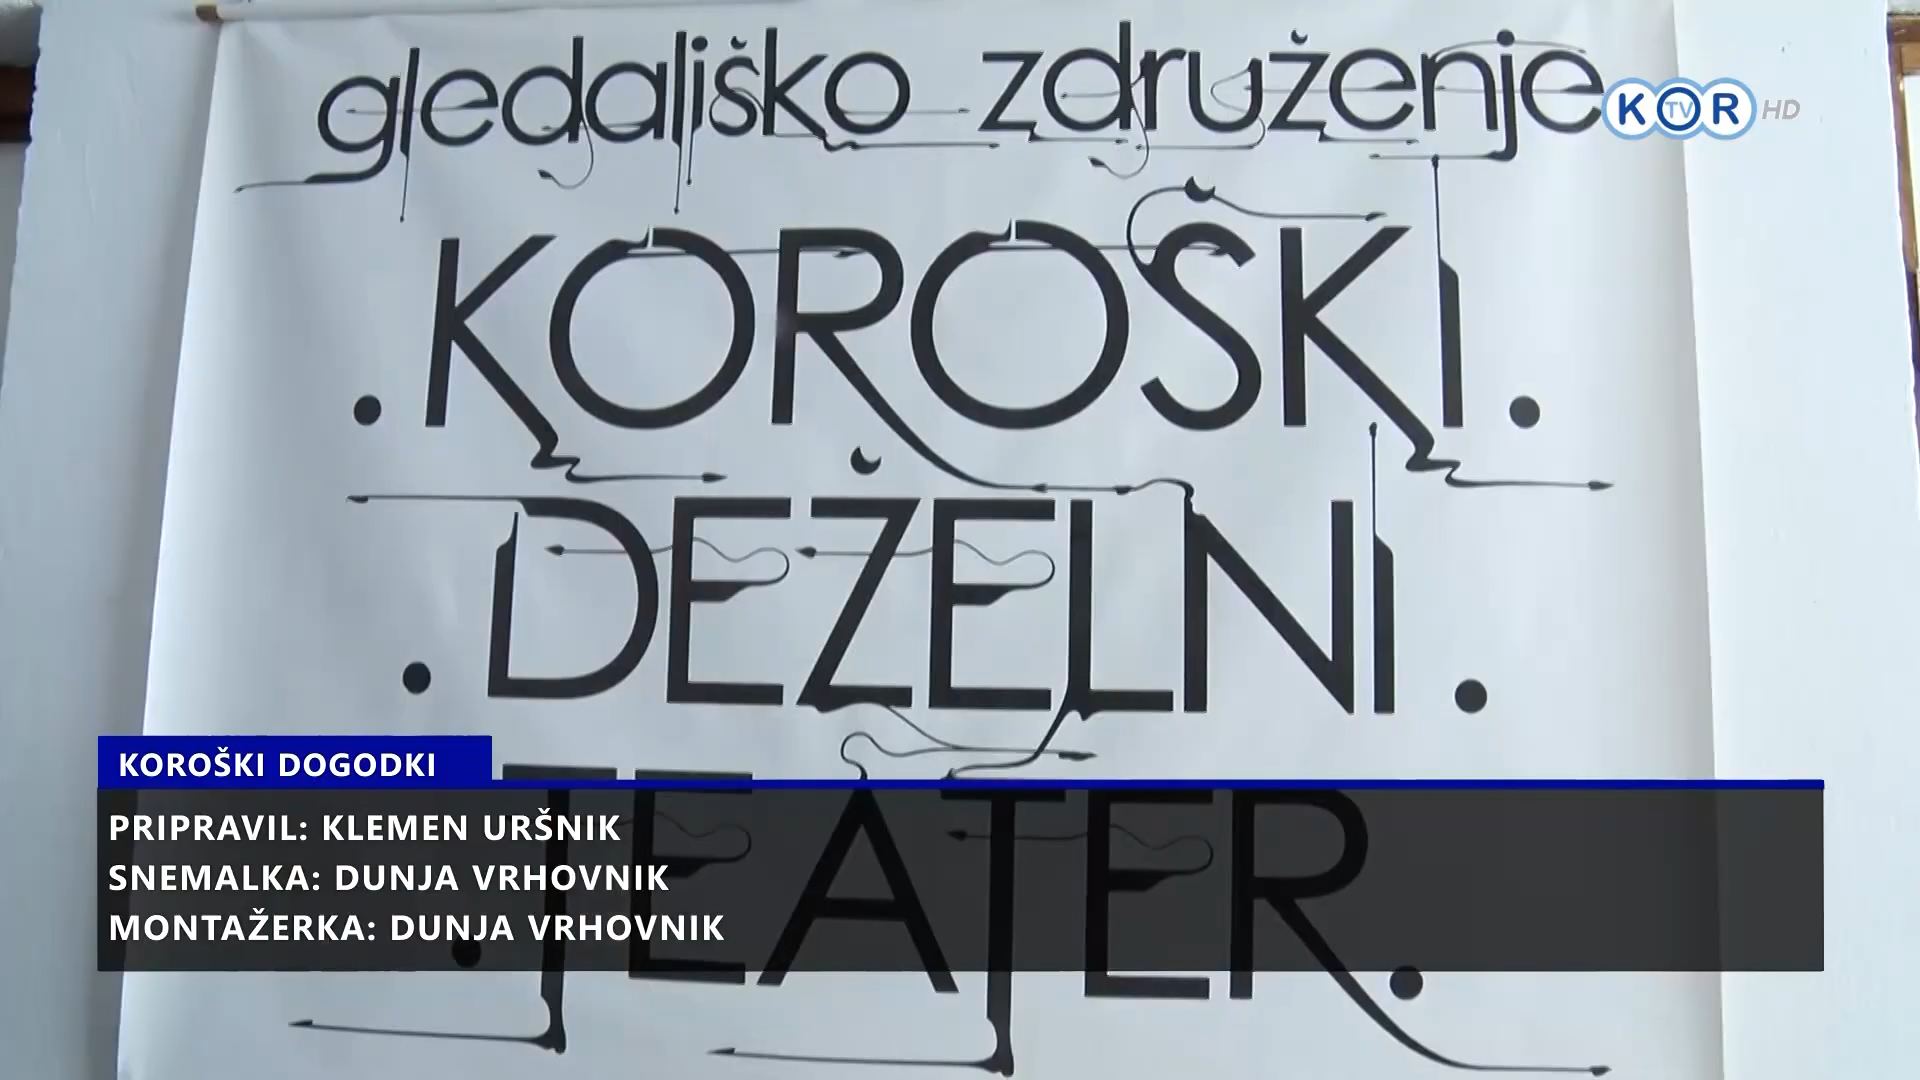 gledališko združenje
KOR TV HD
.KOROŠKI.
.DEŽELNI.
.TEATER.
KOROŠKI DOGODKI
PRIPRAVIL: KLEMEN URŠNIK
SNEMALKA: DUNJA VRHOVNIK
MONTAŽERKA: DUNJA VRHOVNIK